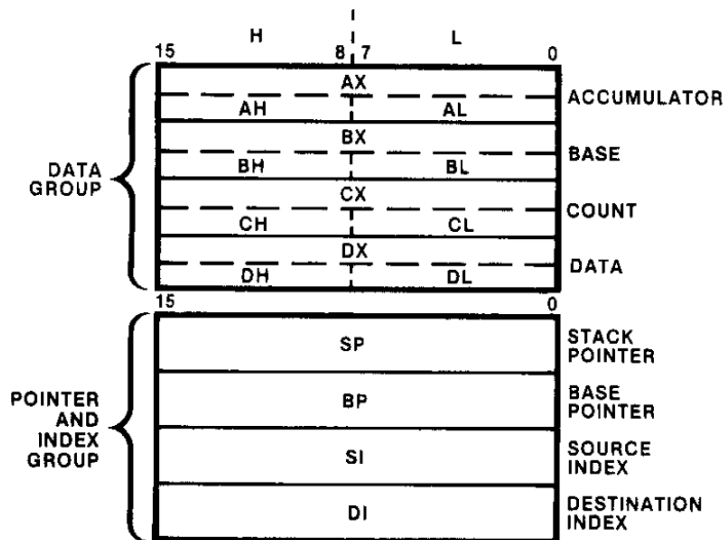 H L
15 8 7 0
AX
AH AL ACCUMULATOR
BX
BH BL BASE
CX
CH CL COUNT
DX
DH DL DATA
DATA
GROUP
15 0
SP STACK
POINTER
BP BASE
POINTER
SI SOURCE
INDEX
DI DESTINATION
INDEX
POINTER
AND
INDEX
GROUP